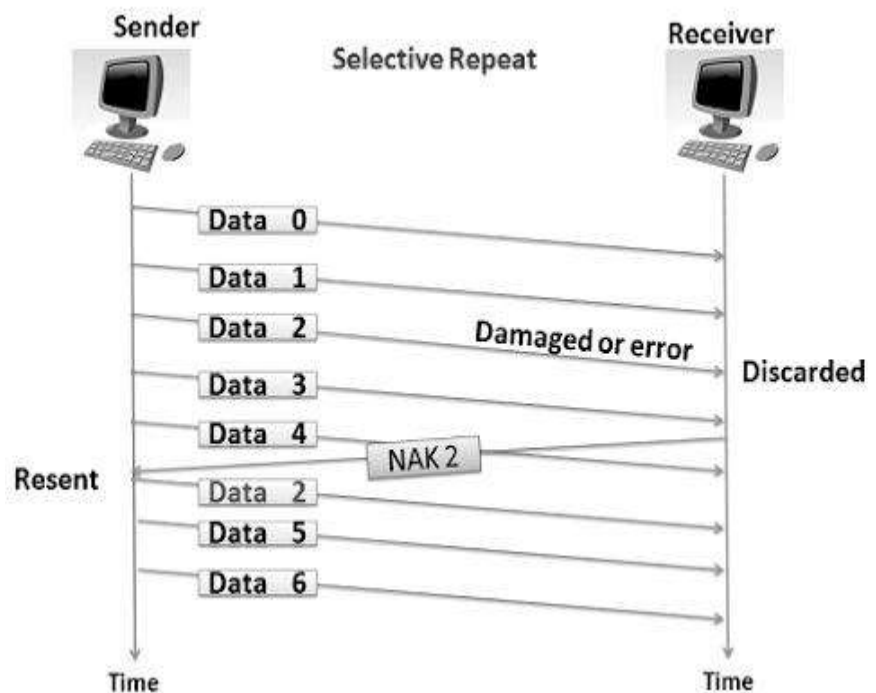 Sender
Receiver
Selective Repeat
Data 0
Data 1
Data 2
Damaged or error
Discarded
Data 3
Data 4
NAK 2
Resent
Data 2
Data 5
Data 6
Time
Time